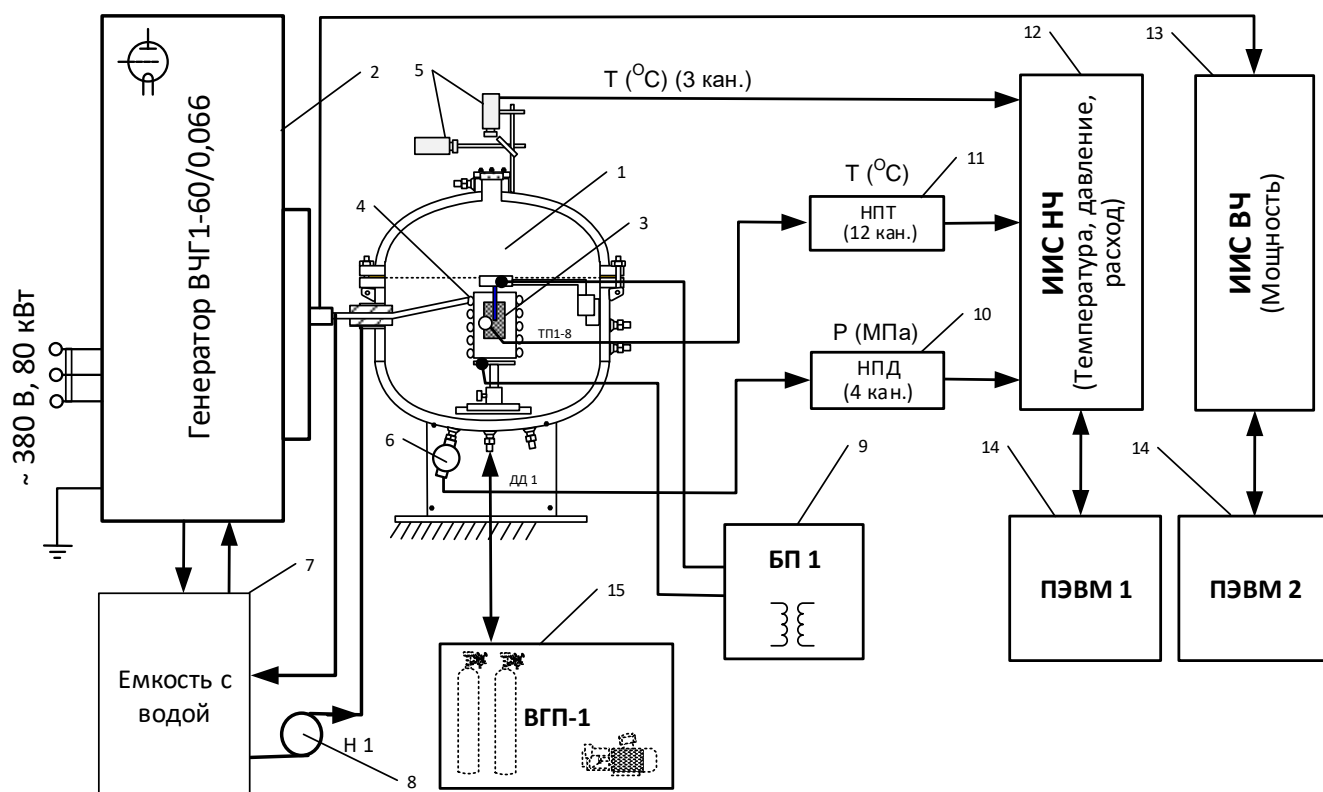 12
13
2
5
T (ОС) (3 кан.)
Генератор ВЧГ1-60/0,066
1
T (ОС)
11
4
3
НПТ
(12 кан.)
ИИС НЧ
(Температура, давление,
расход)
ИИС ВЧ
(Мощность)
ТП1-8
P (МПа)
10
НПД
(4 кан.)
~ 380 В, 80 кВт
6
ДД 1
9
14
14
БП 1
ПЭВМ 1
ПЭВМ 2
7
15
Емкость с
водой
ВГП-1
Н 1
8